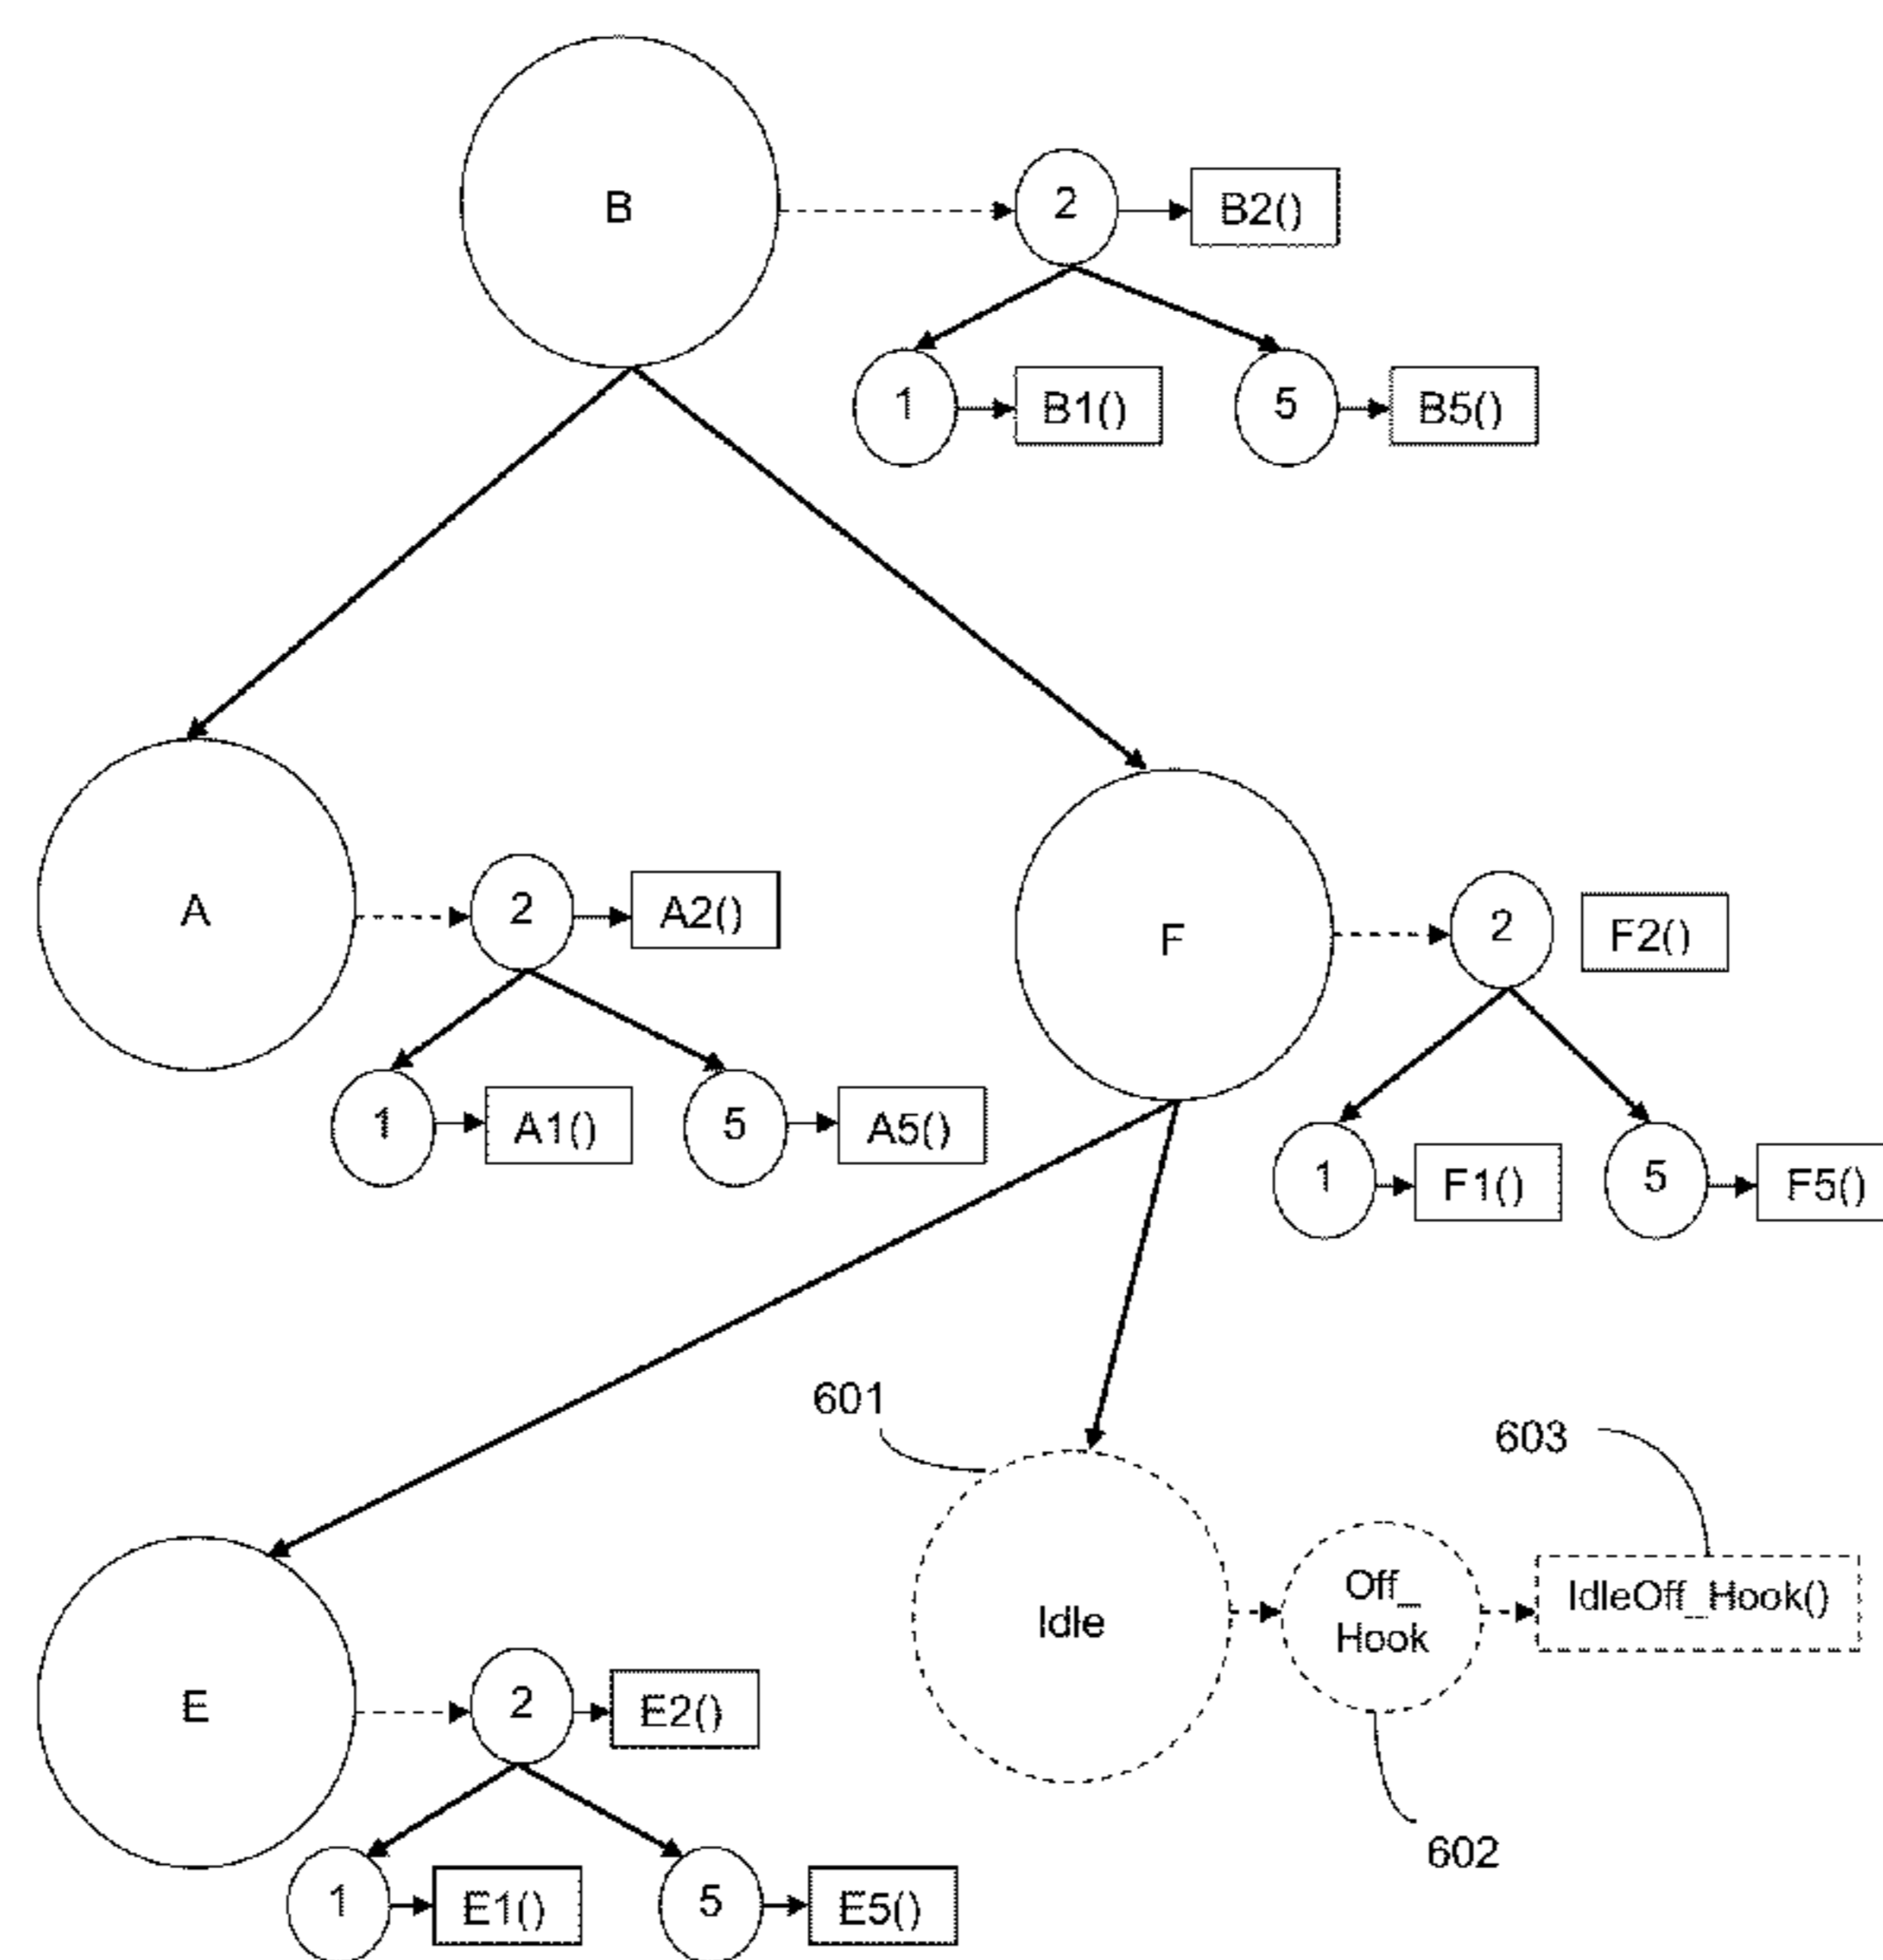 B
2
B2()
1
B1()
5
B5()
A
2
A2()
1
A1()
5
A5()
F
2
F2()
1
F1()
5
F5()
601
603
Idle
Off_
Hook
IdleOff_Hook()
602
E
2
E2()
1
E1()
5
E5()